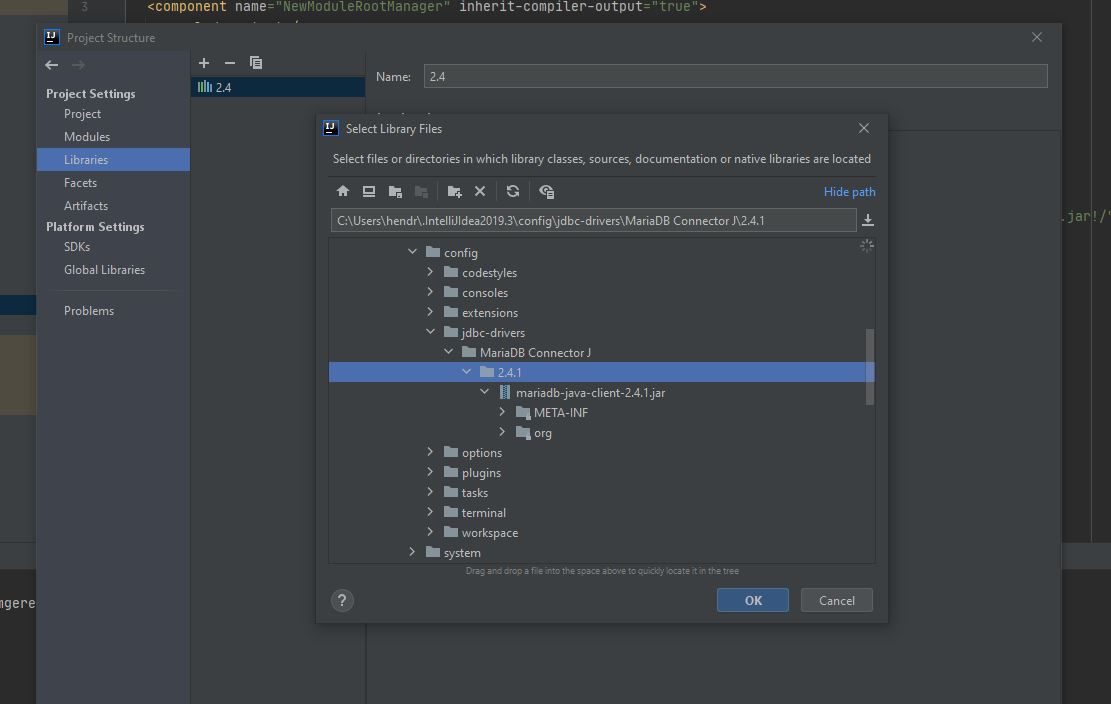 3 <component name="NewModuleRootManager" inherit-compiler-output="true">
Project Structure
Project Settings
Project
Modules
Libraries
Facets
Artifacts
Platform Settings
SDKs
Global Libraries
Problems
2.4
Name: 2.4
Select Library Files
Select files or directories in which library classes, sources, documentation or native libraries are located
Hide path
C:\Users\hendr\.IntelliJIdea2019.3\config\jdbc-drivers\MariaDB Connector J\2.4.1
config
codestyles
consoles
extensions
jdbc-drivers
MariaDB Connector J
2.4.1
mariadb-java-client-2.4.1.jar
META-INF
org
options
plugins
tasks
terminal
workspace
system
Drag and drop a file into the space above to quickly locate it in the tree
? OK Cancel
.jar!/"
ngere